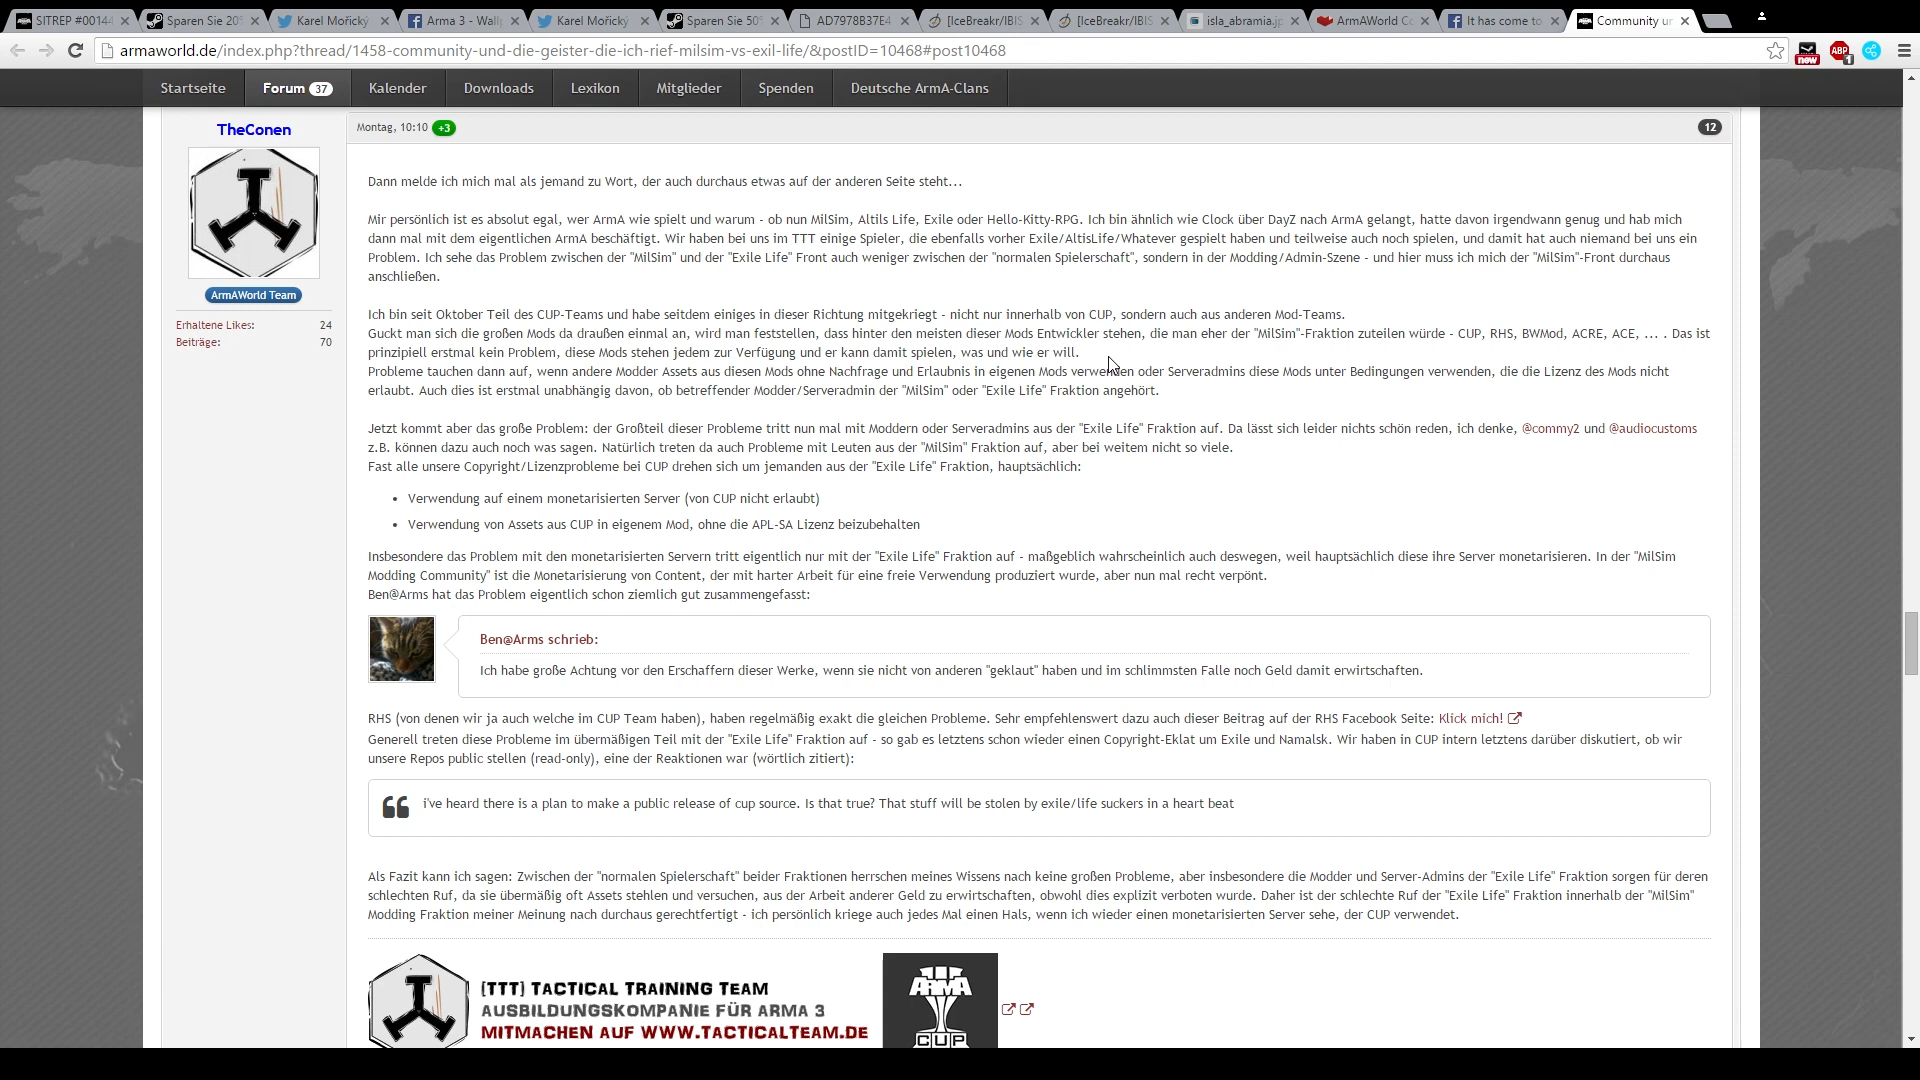 SITREP #00144
Sparen Sie 20%
Karel Mořický
Arma 3 - Wall
Karel Mořický
Sparen Sie 50%
AD7978B37E4
[IceBreakr/IBIS
[IceBreakr/IBIS
isla_abramia.jp
ArmAWorld Co
It has come to
Community un
armaworld.de/index.php?thread/1458-community-und-die-geister-die-ich-rief-milsim-vs-exil-life/&postID=10468#post10468
new
ABP
1
Startseite
Forum 37
Kalender
Downloads
Lexikon
Mitglieder
Spenden
Deutsche ArmA-Clans
TheConen
ArmAWorld Team
Erhaltene Likes: 24
Beiträge: 70
Montag, 10:10 +3
12
Dann melde ich mich mal als jemand zu Wort, der auch durchaus etwas auf der anderen Seite steht...
Mir persönlich ist es absolut egal, wer ArmA wie spielt und warum - ob nun MilSim, Altils Life, Exile oder Hello-Kitty-RPG. Ich bin ähnlich wie Clock über DayZ nach ArmA gelangt, hatte davon irgendwann genug und hab mich
dann mal mit dem eigentlichen ArmA beschäftigt. Wir haben bei uns im TTT einige Spieler, die ebenfalls vorher Exile/AltisLife/Whatever gespielt haben und teilweise auch noch spielen, und damit hat auch niemand bei uns ein
Problem. Ich sehe das Problem zwischen der "MilSim" und der "Exile Life" Front auch weniger zwischen der "normalen Spielerschaft", sondern in der Modding/Admin-Szene - und hier muss ich mich der "MilSim"-Front durchaus
anschließen.
Ich bin seit Oktober Teil des CUP-Teams und habe seitdem einiges in dieser Richtung mitgekriegt - nicht nur innerhalb von CUP, sondern auch aus anderen Mod-Teams.
Guckt man sich die großen Mods da draußen einmal an, wird man feststellen, dass hinter den meisten dieser Mods Entwickler stehen, die man eher der "MilSim"-Fraktion zuteilen würde - CUP, RHS, BWMod, ACRE, ACE, ... . Das ist
prinzipiell erstmal kein Problem, diese Mods stehen jedem zur Verfügung und er kann damit spielen, was und wie er will.
Probleme tauchen dann auf, wenn andere Modder Assets aus diesen Mods ohne Nachfrage und Erlaubnis in eigenen Mods verwenden oder Serveradmins diese Mods unter Bedingungen verwenden, die die Lizenz des Mods nicht
erlaubt. Auch dies ist erstmal unabhängig davon, ob betreffender Modder/Serveradmin der "MilSim" oder "Exile Life" Fraktion angehört.
Jetzt kommt aber das große Problem: der Großteil dieser Probleme tritt nun mal mit Moddern oder Serveradmins aus der "Exile Life" Fraktion auf. Da lässt sich leider nichts schön reden, ich denke, @commy2 und @audiocustoms
z.B. können dazu auch noch was sagen. Natürlich treten da auch Probleme mit Leuten aus der "MilSim" Fraktion auf, aber bei weitem nicht so viele.
Fast alle unsere Copyright/Lizenzprobleme bei CUP drehen sich um jemanden aus der "Exile Life" Fraktion, hauptsächlich:
• Verwendung auf einem monetarisierten Server (von CUP nicht erlaubt)
• Verwendung von Assets aus CUP in eigenem Mod, ohne die APL-SA Lizenz beizubehalten
Insbesondere das Problem mit den monetarisierten Servern tritt eigentlich nur mit der "Exile Life" Fraktion auf - maßgeblich wahrscheinlich auch deswegen, weil hauptsächlich diese ihre Server monetarisieren. In der "MilSim
Modding Community" ist die Monetarisierung von Content, der mit harter Arbeit für eine freie Verwendung produziert wurde, aber nun mal recht verpönt.
Ben@Arms hat das Problem eigentlich schon ziemlich gut zusammengefasst:
Ben@Arms schrieb:
Ich habe große Achtung vor den Erschaffern dieser Werke, wenn sie nicht von anderen "geklaut" haben und im schlimmsten Falle noch Geld damit erwirtschaften.
RHS (von denen wir ja auch welche im CUP Team haben), haben regelmäßig exakt die gleichen Probleme. Sehr empfehlenswert dazu auch dieser Beitrag auf der RHS Facebook Seite: Klick mich!
Generell treten diese Probleme im übermäßigen Teil mit der "Exile Life" Fraktion auf - so gab es letztens schon wieder einen Copyright-Eklat um Exile und Namalsk. Wir haben in CUP intern letztens darüber diskutiert, ob wir
unsere Repos public stellen (read-only), eine der Reaktionen war (wörtlich zitiert):
i've heard there is a plan to make a public release of cup source. Is that true? That stuff will be stolen by exile/life suckers in a heart beat
Als Fazit kann ich sagen: Zwischen der "normalen Spielerschaft" beider Fraktionen herrschen meines Wissens nach keine großen Probleme, aber insbesondere die Modder und Server-Admins der "Exile Life" Fraktion sorgen für deren
schlechten Ruf, da sie übermäßig oft Assets stehlen und versuchen, aus der Arbeit anderer Geld zu erwirtschaften, obwohl dies explizit verboten wurde. Daher ist der schlechte Ruf der "Exile Life" Fraktion innerhalb der "MilSim"
Modding Fraktion meiner Meinung nach durchaus gerechtfertigt - ich persönlich kriege auch jedes Mal einen Hals, wenn ich wieder einen monetarisierten Server sehe, der CUP verwendet.
[TTT] TACTICAL TRAINING TEAM
AUSBILDUNGSKOMPANIE FÜR ARMA 3
MITMACHEN AUF WWW.TACTICALTEAM.DE
ARMA
CUP